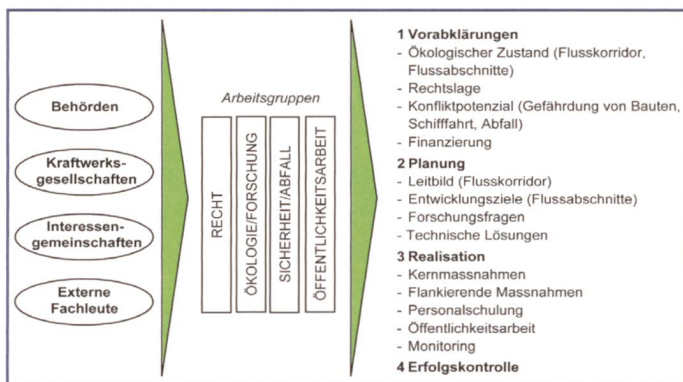 Behörden
Kraftwerks-
gesellschaften
Interessen-
gemeinschaften
Externe
Fachleute
Arbeitsgruppen
RECHT
ÖKOLOGIE/FORSCHUNG
SICHERHEIT/ABFALL
ÖFFENTLICHKEITSARBEIT
1 Vorabklärungen
- Ökologischer Zustand (Flusskorridor,
Flussabschnitte)
- Rechtslage
- Konfliktpotenzial (Gefährdung von Bauten,
Schifffahrt, Abfall)
- Finanzierung
2 Planung
- Leitbild (Flusskorridor)
- Entwicklungsziele (Flussabschnitte)
- Forschungsfragen
- Technische Lösungen
3 Realisation
- Kernmassnahmen
- Flankierende Massnahmen
- Personalschulung
- Öffentlichkeitsarbeit
- Monitoring
4 Erfolgskontrolle